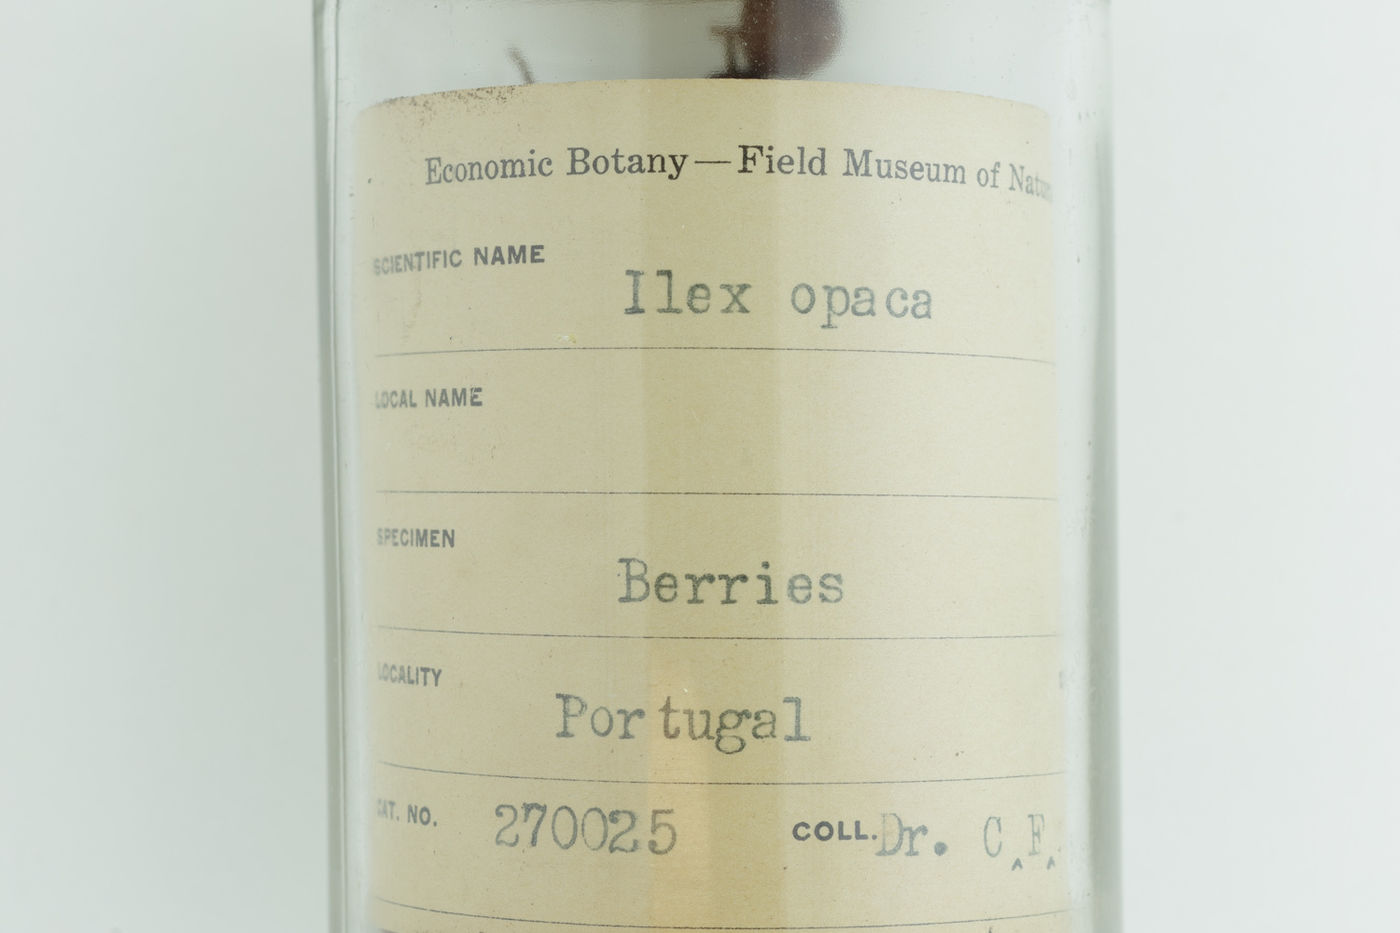 Economic Botany—Field Museum of Natu
SCIENTIFIC NAME
Ilex opaca
LOCAL NAME
SPECIMEN
Berries
LOCALITY
Portugal
CAT. NO. 270025 COLL. Dr. C.F.